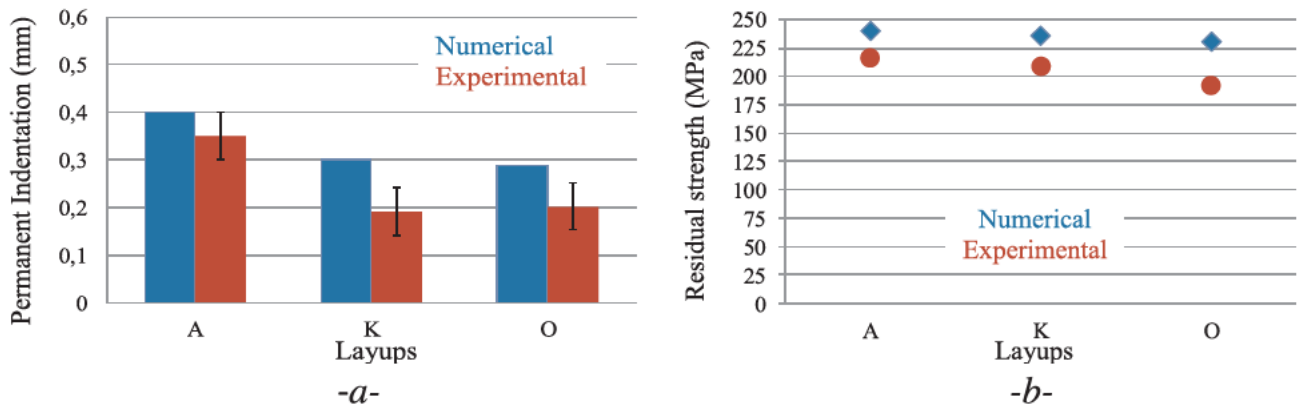 Permanent Indentation (mm)
0,6
0,5
0,4
0,3
0,2
0,1
0
Numerical
Experimental
A K O
Layups
-a-
Residual strength (MPa)
250
225
200
175
150
125
100
75
50
25
0
Numerical
Experimental
A K O
Layups
-b-